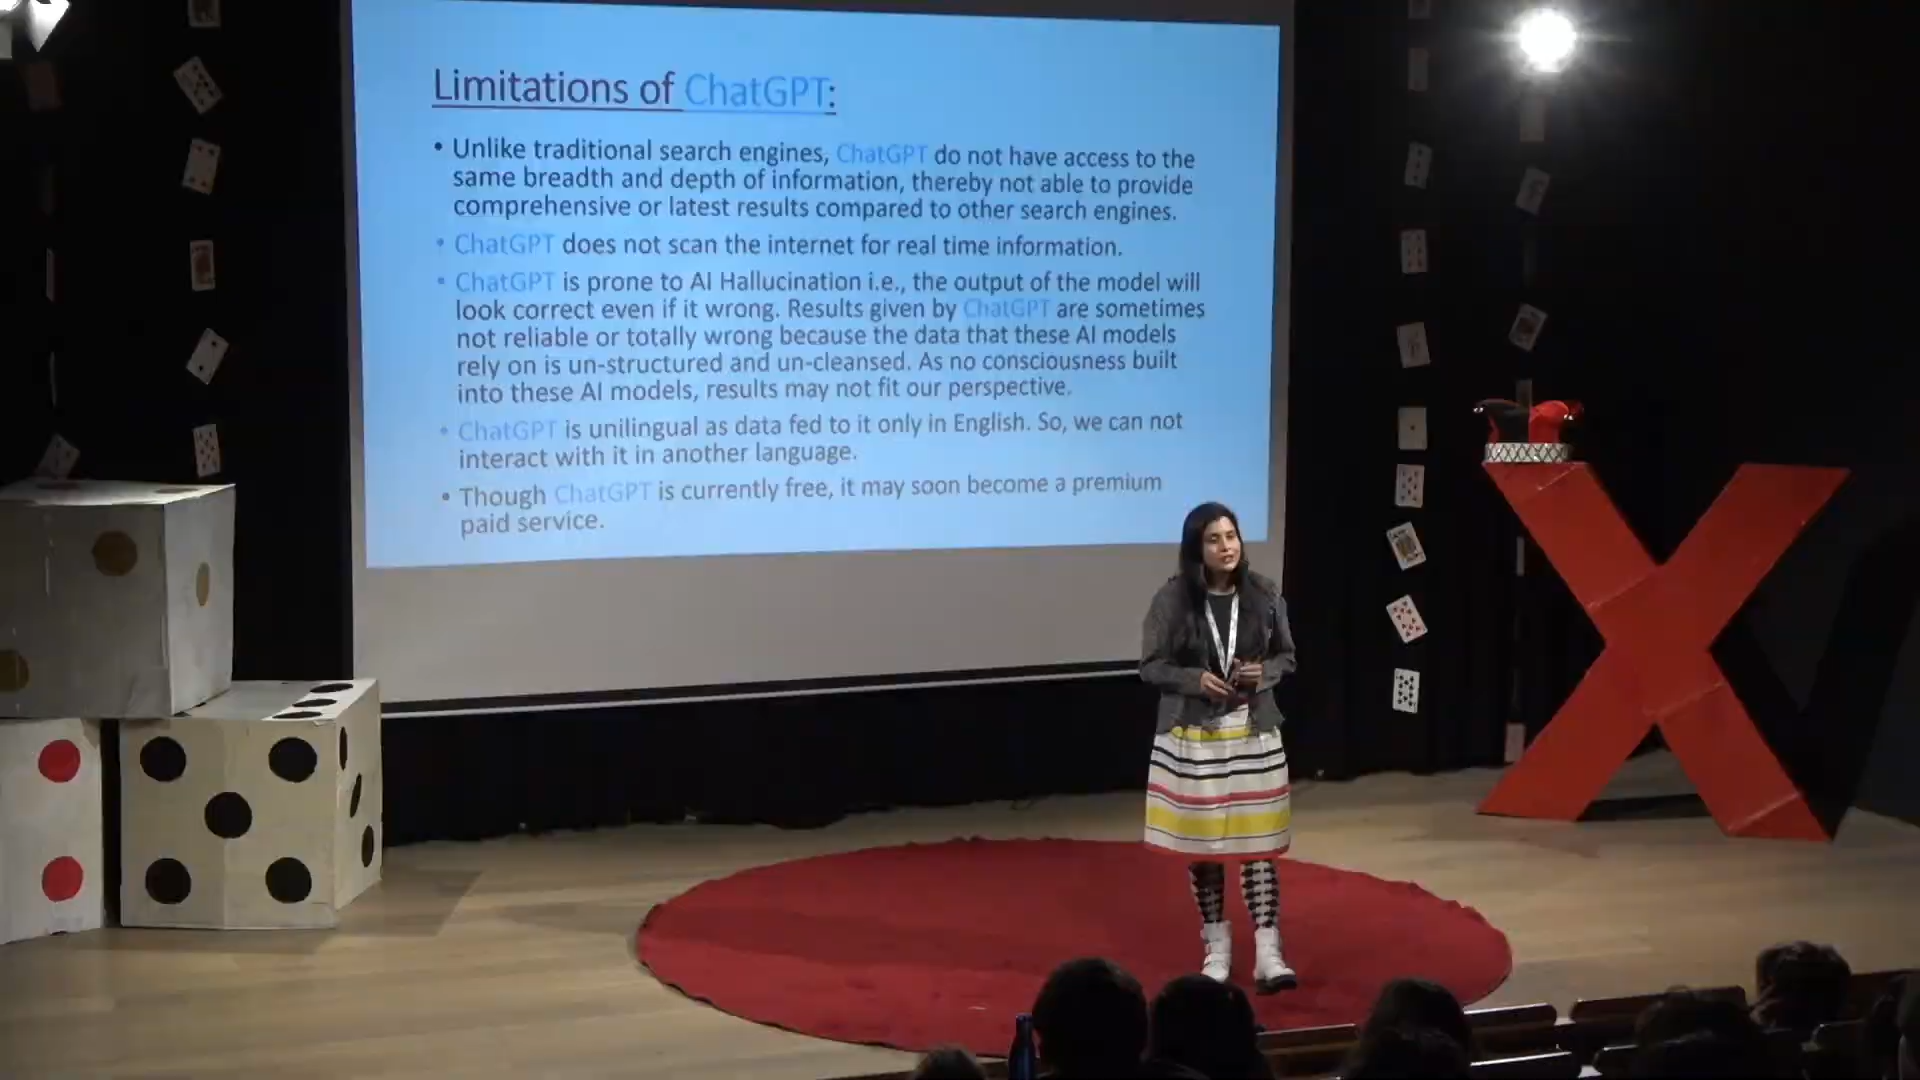 Limitations of ChatGPT:
• Unlike traditional search engines, ChatGPT do not have access to the
same breadth and depth of information, thereby not able to provide
comprehensive or latest results compared to other search engines.
• ChatGPT does not scan the internet for real time information.
• ChatGPT is prone to AI Hallucination i.e., the output of the model will
look correct even if it wrong. Results given by ChatGPT are sometimes
not reliable or totally wrong because the data that these AI models
rely on is un-structured and un-cleansed. As no consciousness built
into these AI models, results may not fit our perspective.
• ChatGPT is unilingual as data fed to it only in English. So, we can not
interact with it in another language.
• Though ChatGPT is currently free, it may soon become a premium
paid service.
X